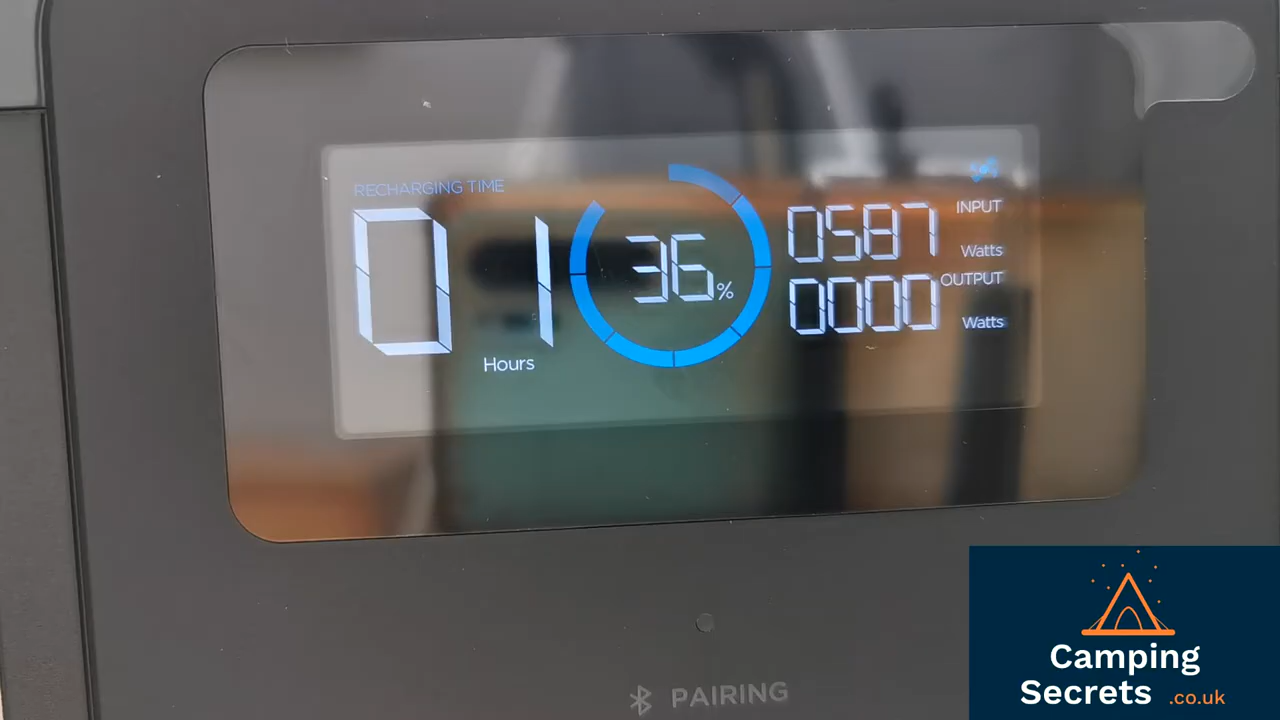 RECHARGING TIME
01
Hours
36%
0587
INPUT
Watts
0000
OUTPUT
Watts
PAIRING
Camping
Secrets .co.uk